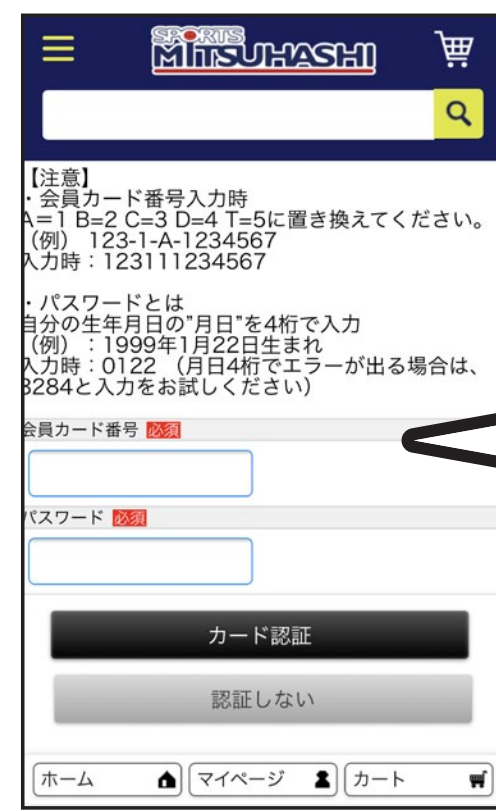 SPORTS
MITSUHASHI
【注意】
・会員カード番号入力時
A=1 B=2 C=3 D=4 T=5に置き換えてください。
（例） 123-1-A-1234567
入力時：123111234567
・パスワードとは
自分の生年月日の”月日”を4桁で入力
（例）：1999年1月22日生まれ
入力時：0122 （月日4桁でエラーが出る場合は、
8284と入力をお試しください）
会員カード番号 必須
パスワード 必須
カード認証
認証しない
ホーム マイページ カート